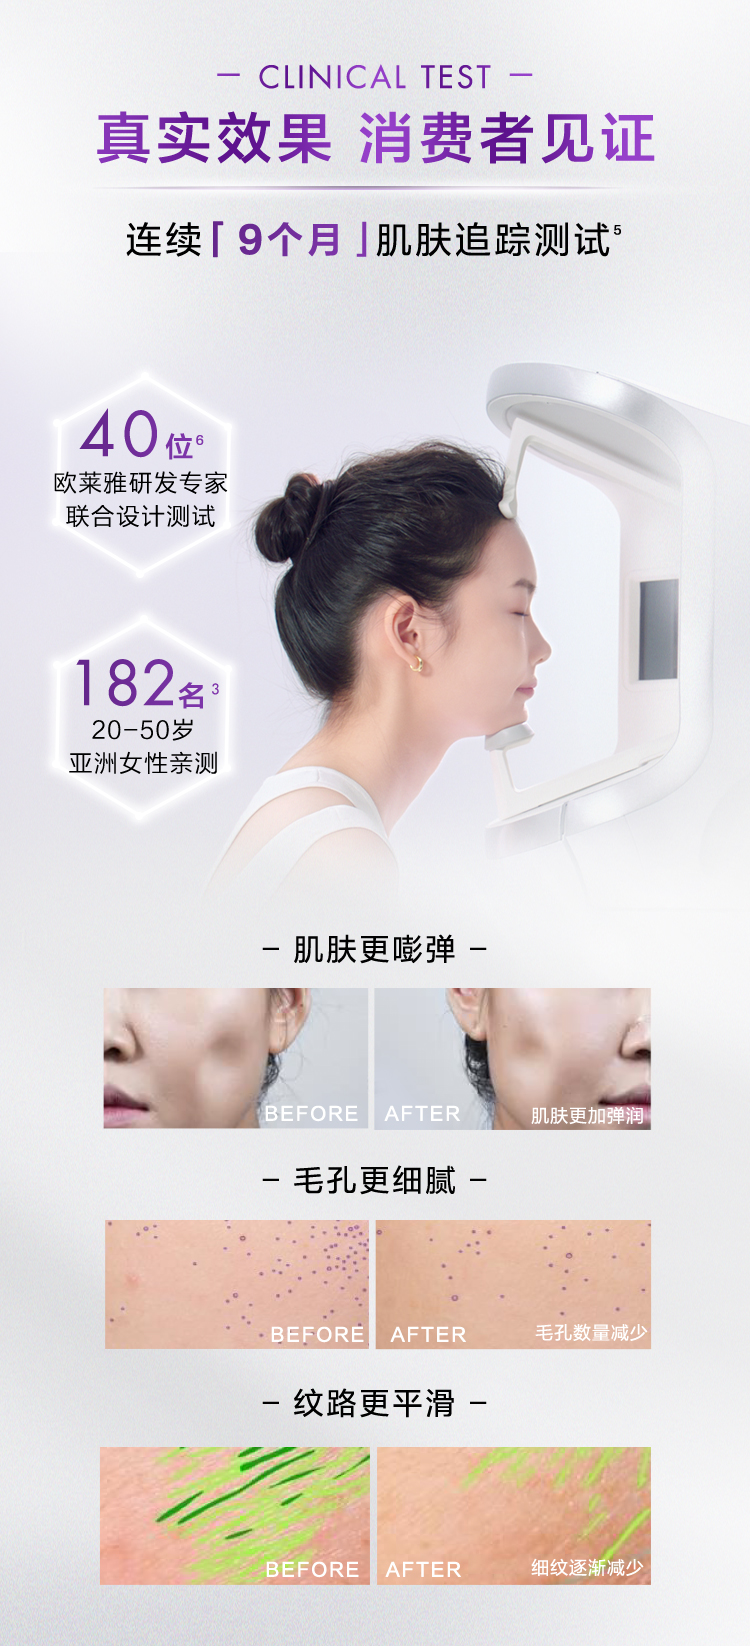 — CLINICAL TEST —
真实效果 消费者见证
连续「9个月」肌肤追踪测试5
40位6
欧莱雅研发专家
联合设计测试
182名3
20-50岁
亚洲女性亲测
- 肌肤更嘭弹 -
BEFORE
AFTER
肌肤更加弹润
- 毛孔更细腻 -
BEFORE
AFTER
毛孔数量减少
- 纹路更平滑 -
BEFORE
AFTER
细纹逐渐减少